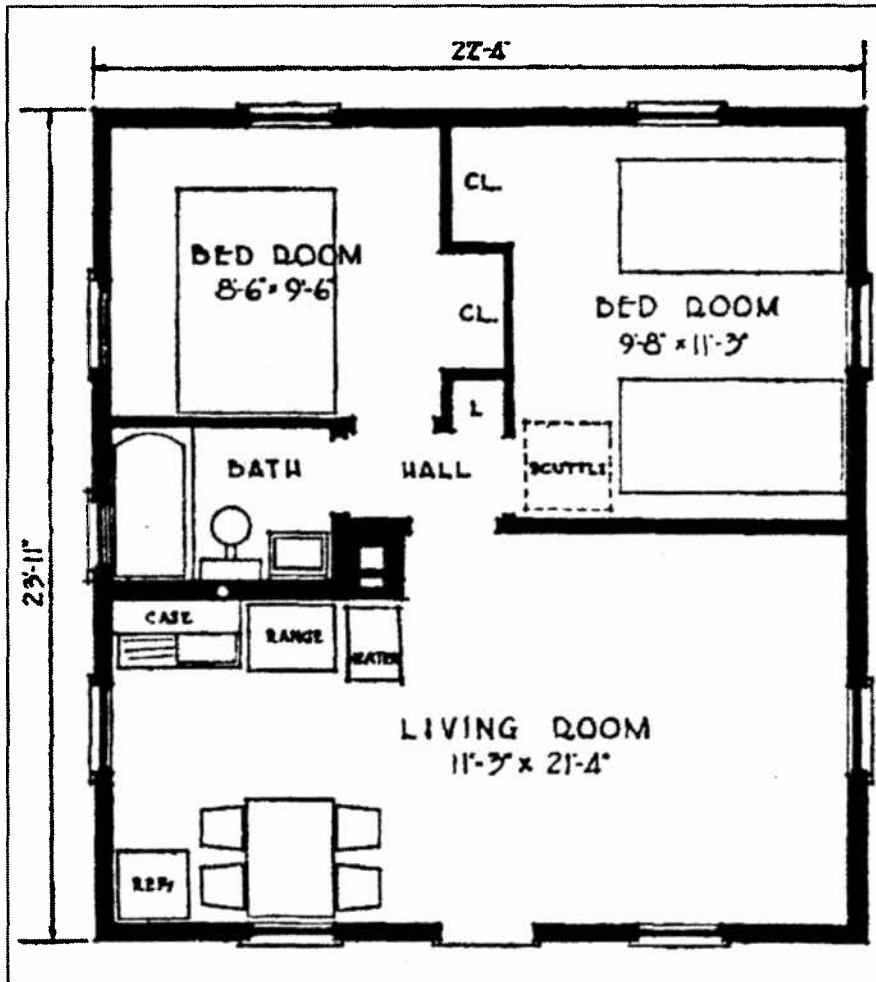 22'-4"
CL.
BED ROOM
8'-6" × 9'-6"
CL.
BED ROOM
9'-8" × 11'-3"
L
BATH
HALL
SCUTTLE
23'-11"
CASE
RANGE
HEATER
LIVING ROOM
11'-3" x 21'-4"
REFr